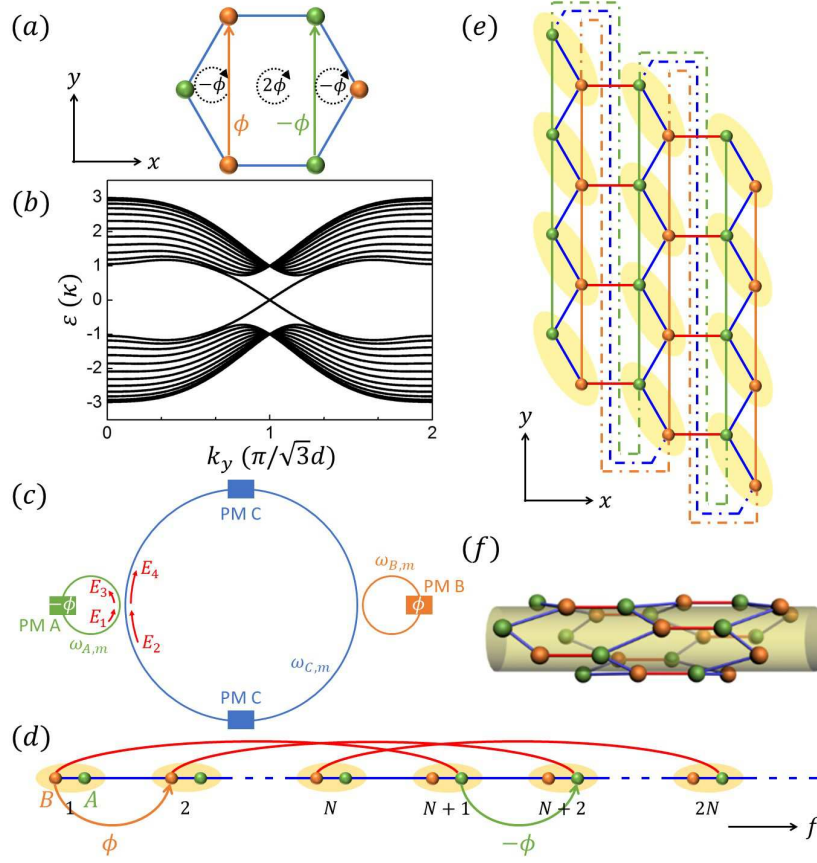 (a)
y
x
−ϕ
2ϕ
−ϕ
ϕ
−ϕ
(b)
ε (κ)
3
2
1
0
-1
-2
-3
0
1
2
k_y (π/√3d)
(c)
PM C
ω_{B,m}
PM B
ϕ
E_4
E_3
E_1
E_2
−ϕ
PM A
ω_{A,m}
ω_{C,m}
PM C
(d)
B
1
A
2
N
N + 1
N + 2
2N
ϕ
−ϕ
f
(e)
y
x
(f)